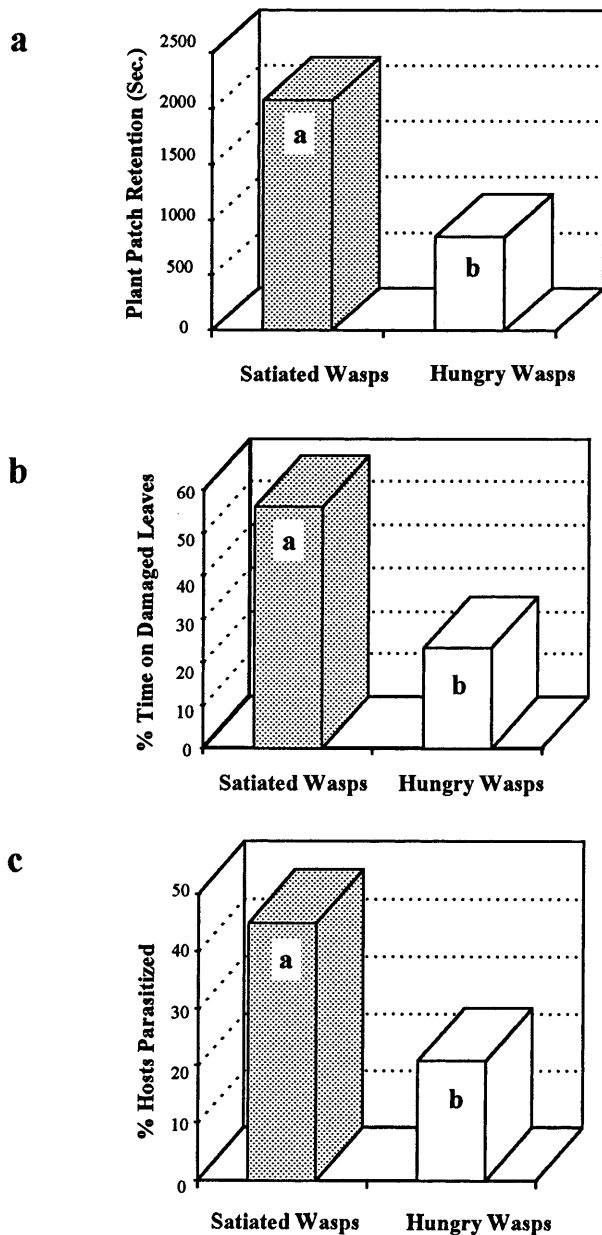 a
Plant Patch Retention (Sec.)
2500
2000
1500
1000
500
0
a
b
Satiated Wasps Hungry Wasps
b
% Time on Damaged Leaves
60
50
40
30
20
10
0
a
b
Satiated Wasps Hungry Wasps
c
% Hosts Parasitized
50
40
30
20
10
0
a
b
Satiated Wasps Hungry Wasps